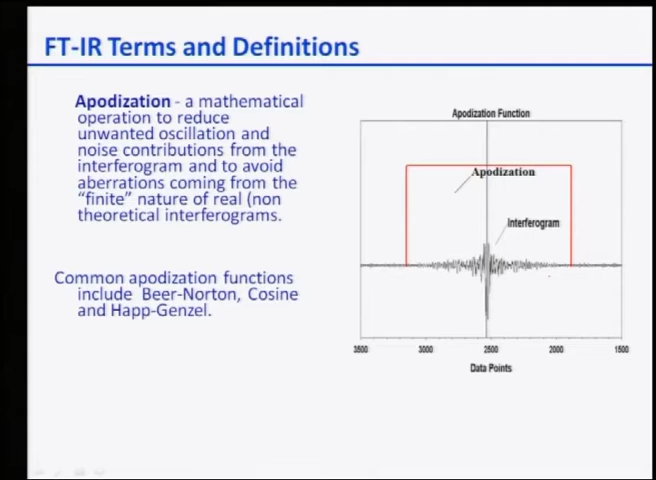 FT-IR Terms and Definitions
Apodization - a mathematical
operation to reduce
unwanted oscillation and
noise contributions from the
interferogram and to avoid
aberrations coming from the
“finite” nature of real (non
theoretical interferograms.
Common apodization functions
include Beer-Norton, Cosine
and Happ-Genzel.
Apodization Function
Apodization
Interferogram
3500 3000 2500 2000 1500
Data Points